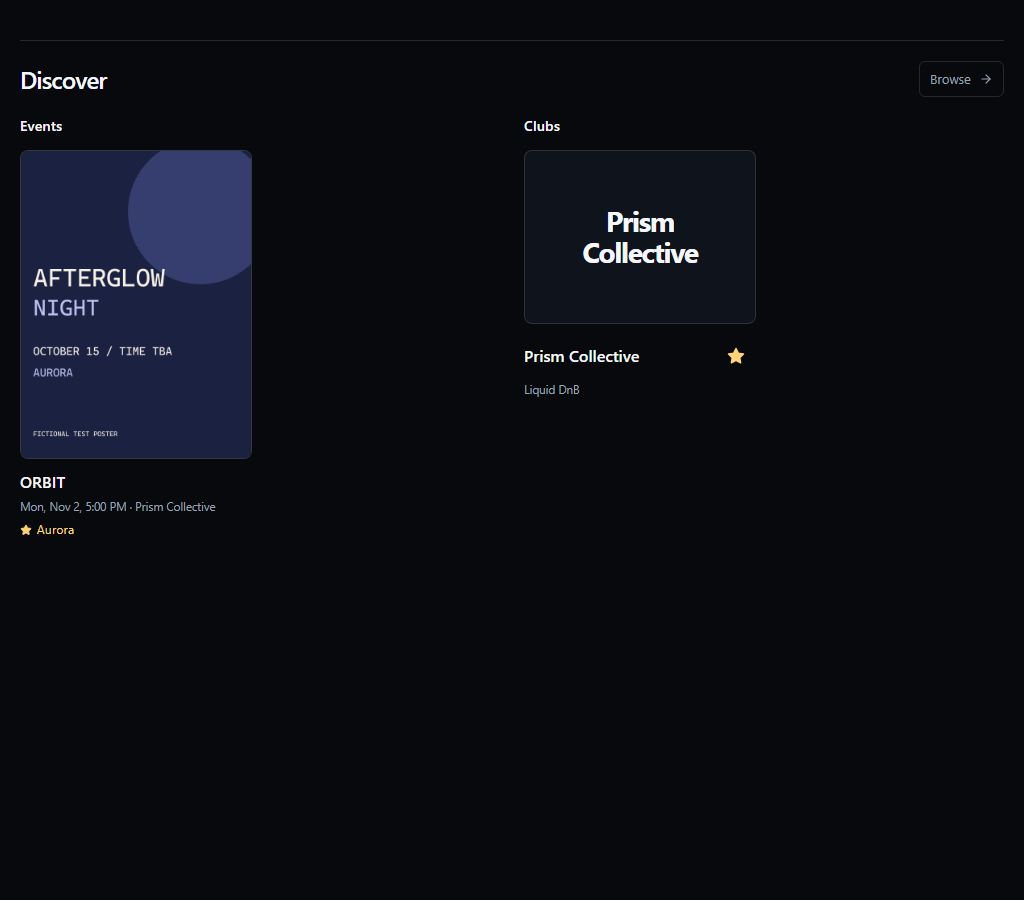 Discover
Browse
Events
AFTERGLOW
NIGHT
OCTOBER 15 / TIME TBA
AURORA
FICTIONAL TEST POSTER
ORBIT
Mon, Nov 2, 5:00 PM · Prism Collective
Aurora
Clubs
Prism
Collective
Prism Collective
Liquid DnB